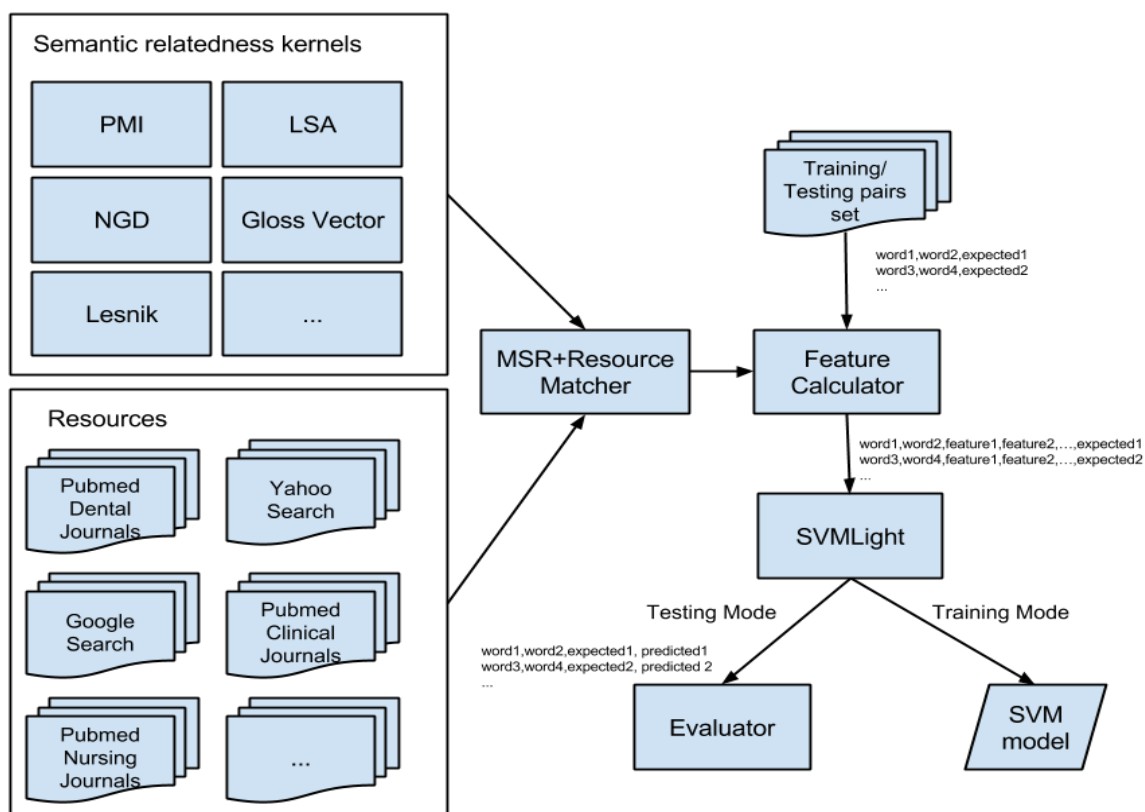 Semantic relatedness kernels
PMI
LSA
NGD
Gloss Vector
Lesnik
...
Resources
Pubmed
Dental
Journals
Yahoo
Search
Google
Search
Pubmed
Clinical
Journals
Pubmed
Nursing
Journals
...
MSR+Resource
Matcher
Training/
Testing pairs
set
word1,word2,expected1
word3,word4,expected2
...
Feature
Calculator
word1,word2,feature1,feature2,...,expected1
word3,word4,feature1,feature2,...,expected2
...
SVMLight
Testing Mode
Training Mode
word1,word2,expected1, predicted1
word3,word4,expected2, predicted 2
...
Evaluator
SVM
model